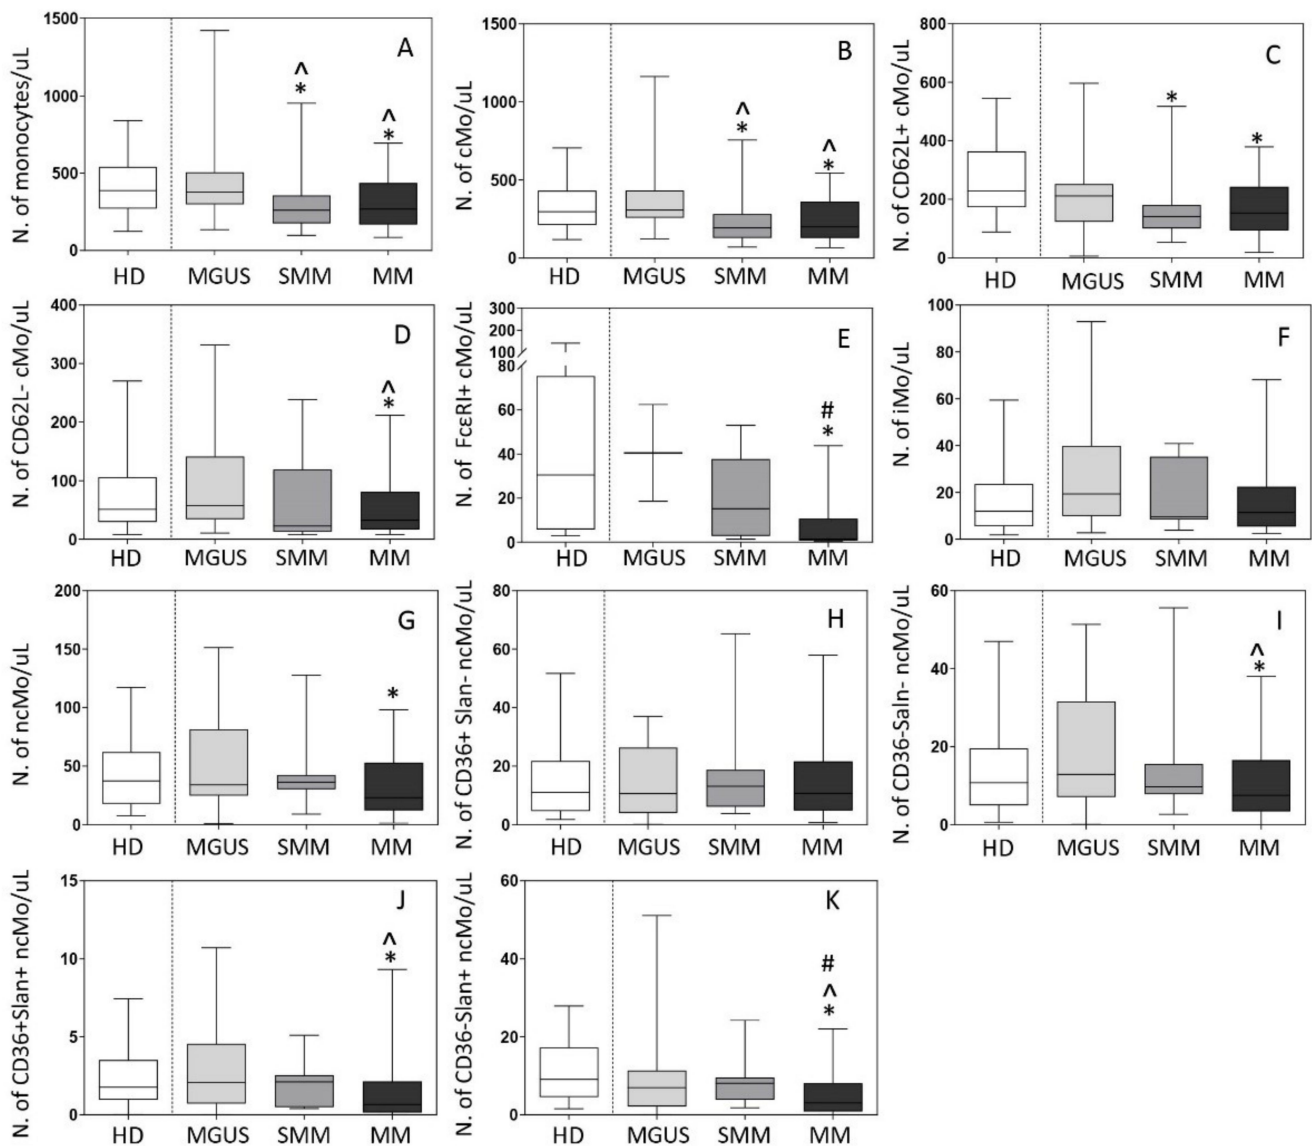 A
N. of monocytes/uL
1500
1000
500
0
^
*
^
*
HD MGUS SMM MM
B
N. of cMo/uL
1500
1000
500
0
^
*
^
*
HD MGUS SMM MM
C
N. of CD62L+ cMo/uL
800
600
400
200
0
*
*
HD MGUS SMM MM
D
N. of CD62L- cMo/uL
400
300
200
100
0
^
*
HD MGUS SMM MM
E
N. of FcεRI+ cMo/uL
300
200
100
80
60
40
20
0
#
*
HD MGUS SMM MM
F
N. of iMo/uL
100
80
60
40
20
0
HD MGUS SMM MM
G
N. of ncMo/uL
200
150
100
50
0
*
HD MGUS SMM MM
H
N. of CD36+ Slan- ncMo/uL
80
60
40
20
0
HD MGUS SMM MM
I
N. of CD36-Saln- ncMo/uL
60
40
20
0
^
*
HD MGUS SMM MM
J
N. of CD36+Slan+ ncMo/uL
15
10
5
0
^
*
HD MGUS SMM MM
K
N. of CD36-Slan+ ncMo/uL
60
40
20
0
#
^
*
HD MGUS SMM MM